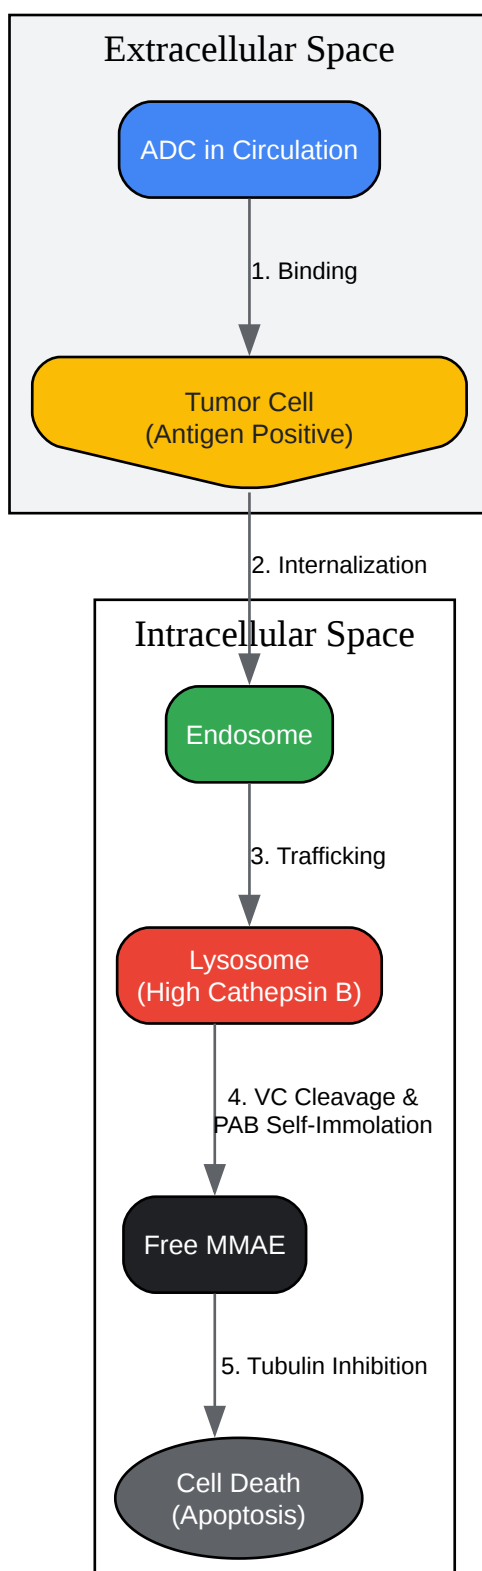 Extracellular Space
ADC in Circulation
1. Binding
Tumor Cell
(Antigen Positive)
2. Internalization
Intracellular Space
Endosome
3. Trafficking
Lysosome
(High Cathepsin B)
4. VC Cleavage &
PAB Self-Immolation
Free MMAE
5. Tubulin Inhibition
Cell Death
(Apoptosis)